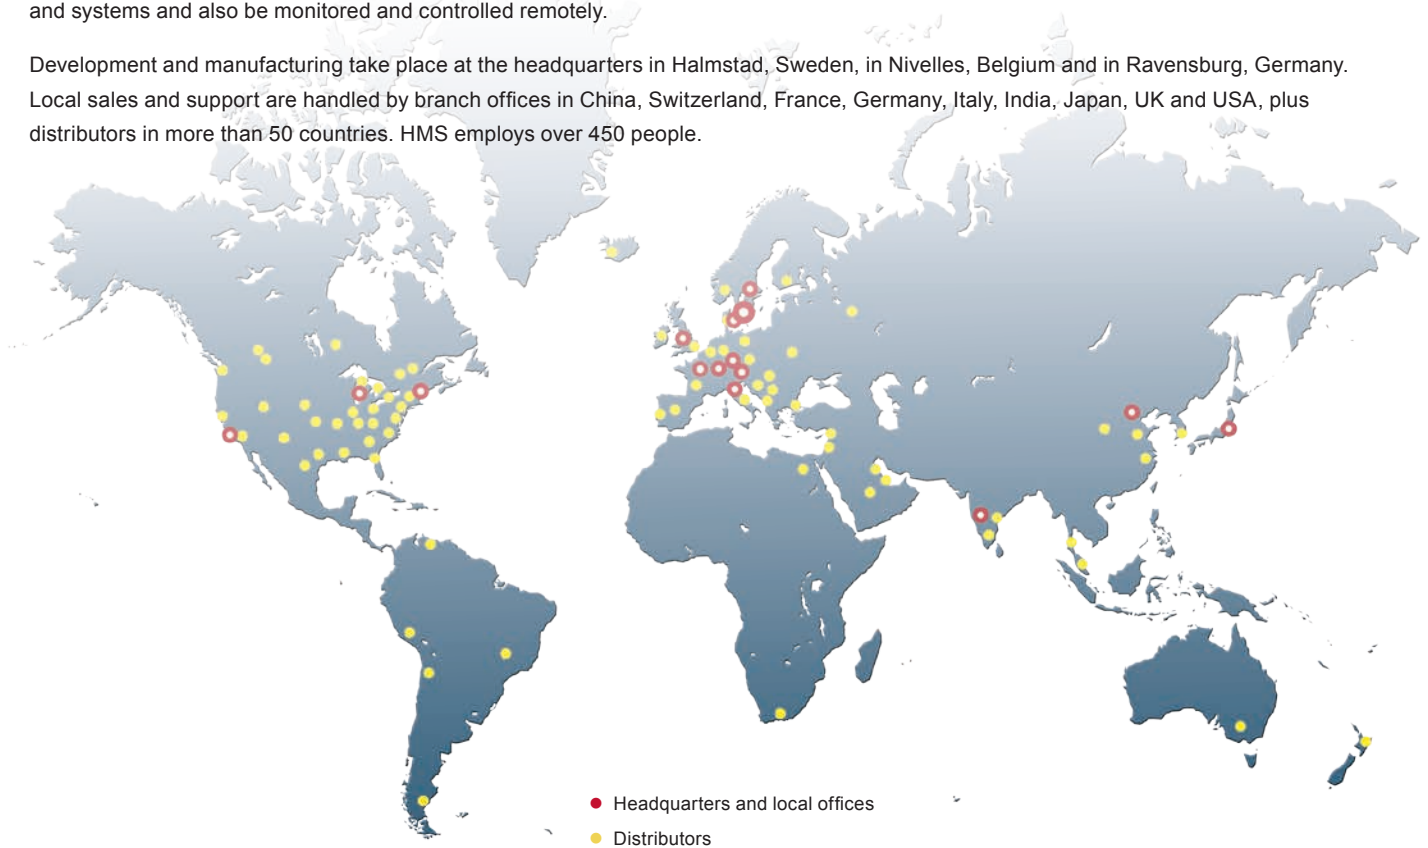 and systems and also be monitored and controlled remotely.
Development and manufacturing take place at the headquarters in Halmstad, Sweden, in Nivelles, Belgium and in Ravensburg, Germany.
Local sales and support are handled by branch offices in China, Switzerland, France, Germany, Italy, India, Japan, UK and USA, plus
distributors in more than 50 countries. HMS employs over 450 people.
Headquarters and local offices
Distributors